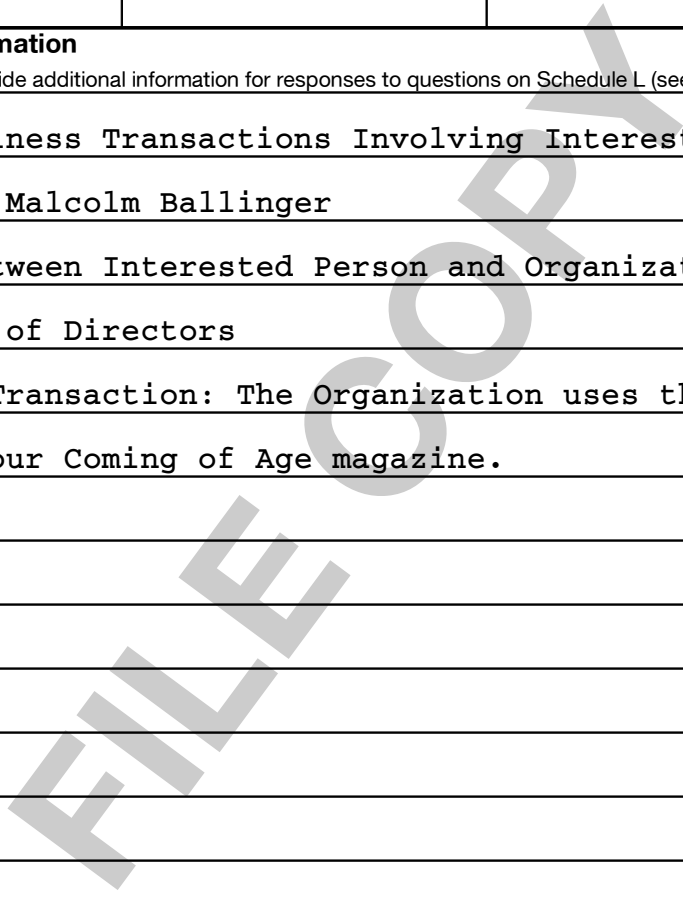 mation
ide additional information for responses to questions on Schedule L (see
iness Transactions Involving Interest
Malcolm Ballinger
tween Interested Person and Organizat
of Directors
Transaction: The Organization uses th
our Coming of Age magazine.
FILE COPY